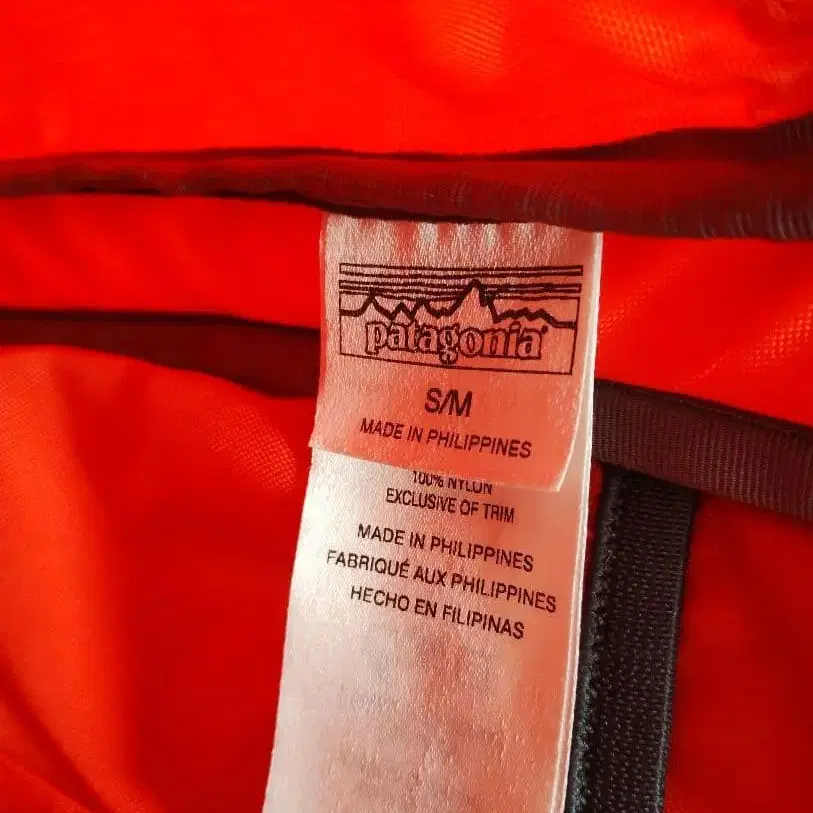 patagonia®
S/M
MADE IN PHILIPPINES
100% NYLON
EXCLUSIVE OF TRIM
MADE IN PHILIPPINES
FABRIQUÉ AUX PHILIPPINES
HECHO EN FILIPINAS